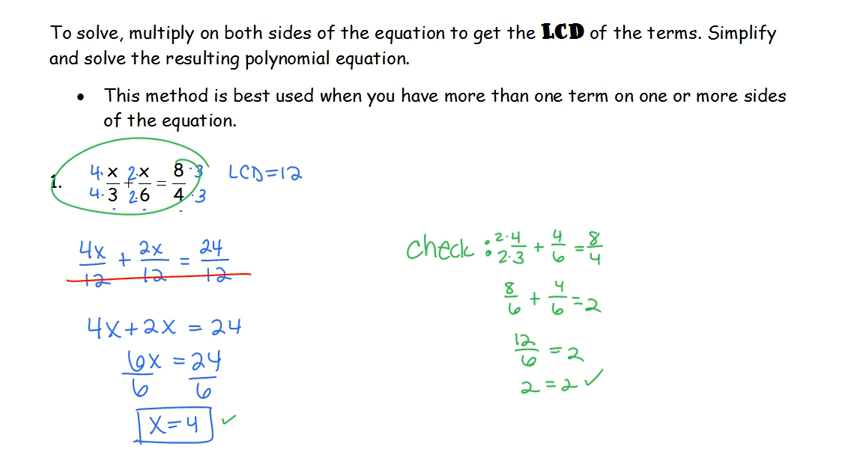 To solve, multiply on both sides of the equation to get the LCD of the terms. Simplify
and solve the resulting polynomial equation.
• This method is best used when you have more than one term on one or more sides
of the equation.
1. 4·x/4·3 + 2·x/2·6 = 8·3/4·3 LCD=12
4x/12 + 2x/12 = 24/12
4x+2x = 24
6x/6 = 24/6
x=4 ✓
check: 2·4/2·3 + 4/6 = 8/4
8/6 + 4/6 = 2
12/6 = 2
2 = 2 ✓